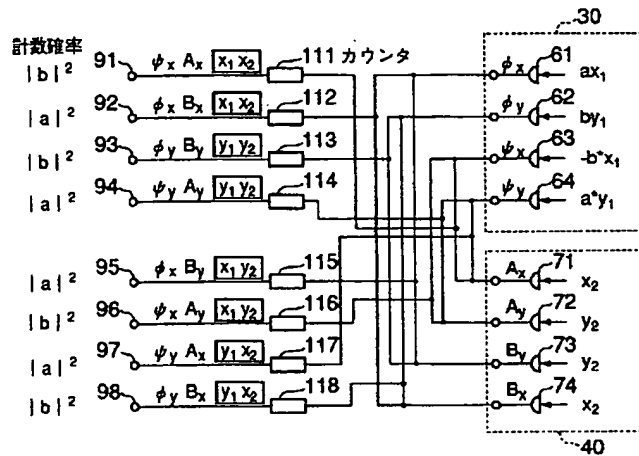 計数確率
|b|² 91 ψx Ax x1 x2 111 カウンタ
|a|² 92 φx Bx x1 x2 112
|b|² 93 φy By y1 y2 113
|a|² 94 ψy Ay y1 y2 114
|a|² 95 φx By x1 y2 115
|b|² 96 ψx Ay x1 y2 116
|a|² 97 ψy Ax y1 x2 117
|b|² 98 φy Bx y1 x2 118
30
φx 61 ax1
φy 62 by1
ψx 63 -b*x1
ψy 64 a*y1
Ax 71 x2
Ay 72 y2
By 73 y2
Bx 74 x2
40